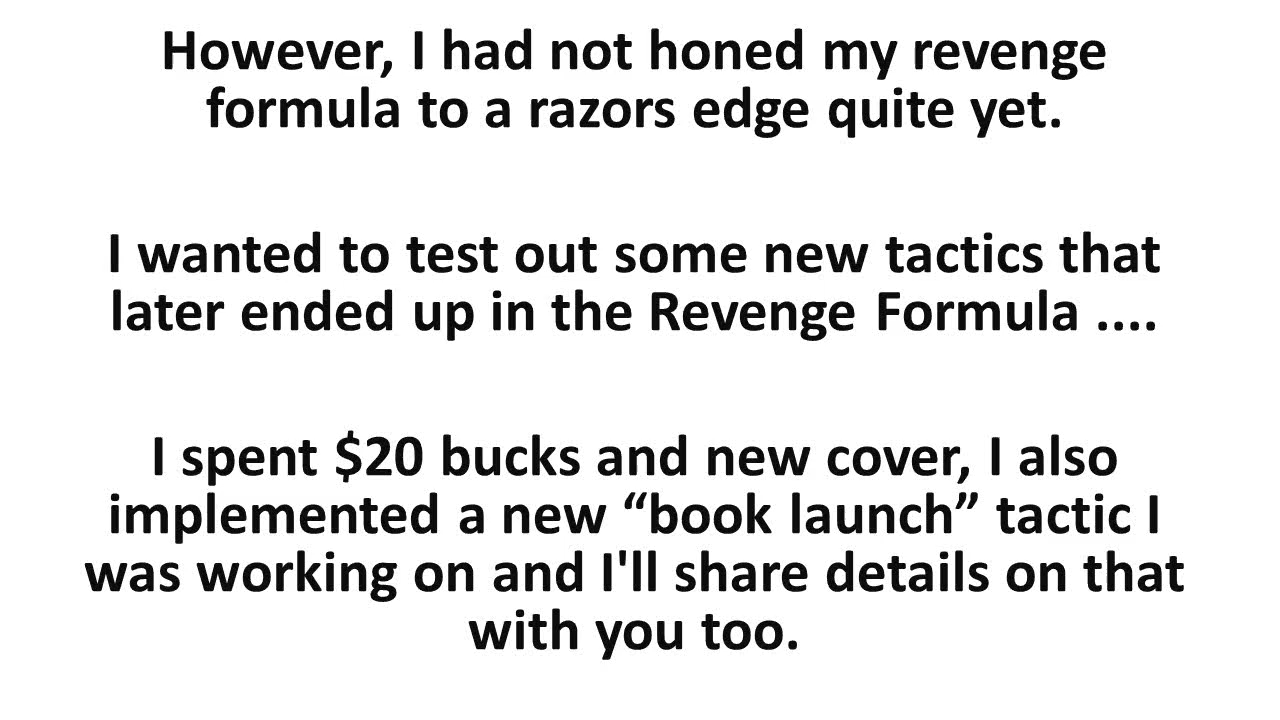 However, I had not honed my revenge
formula to a razors edge quite yet.
I wanted to test out some new tactics that
later ended up in the Revenge Formula ....
I spent $20 bucks and new cover, I also
implemented a new “book launch” tactic I
was working on and I'll share details on that
with you too.